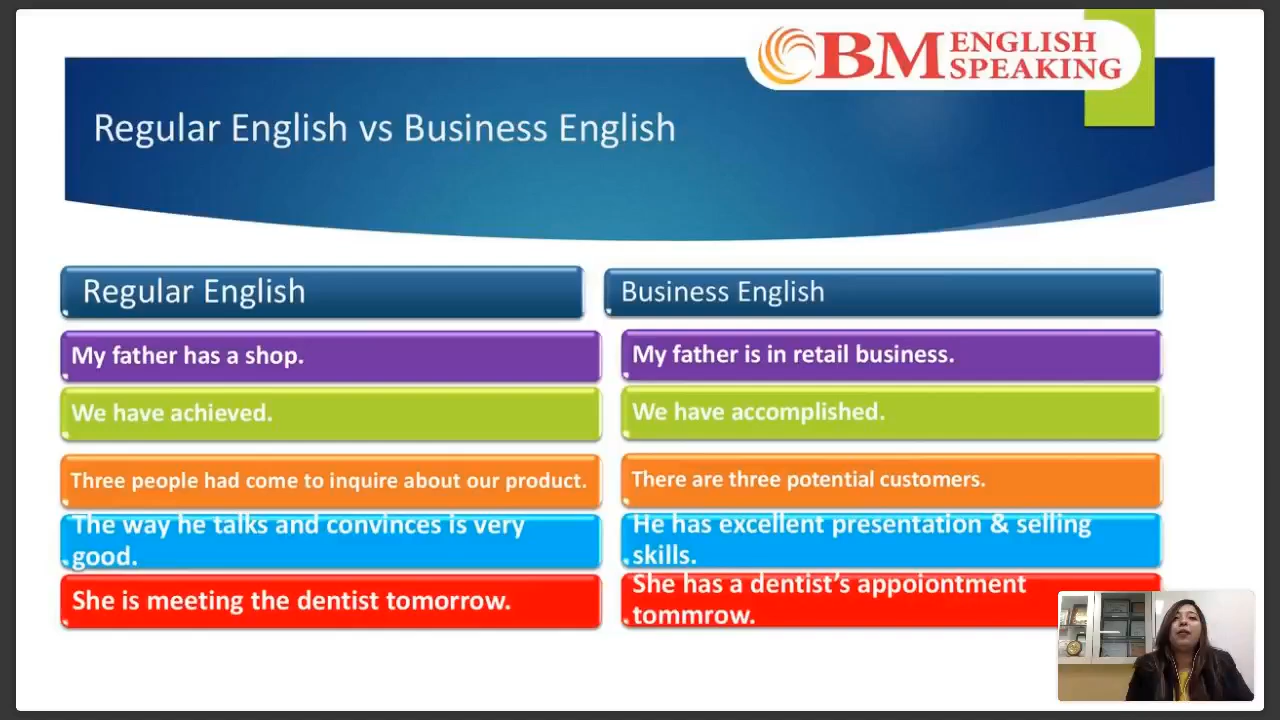 BM ENGLISH
SPEAKING
Regular English vs Business English
Regular English
Business English
My father has a shop.
My father is in retail business.
We have achieved.
We have accomplished.
Three people had come to inquire about our product.
There are three potential customers.
The way he talks and convinces is very
good.
He has excellent presentation & selling
skills.
She is meeting the dentist tomorrow.
She has a dentist’s appoiontment
tommrow.